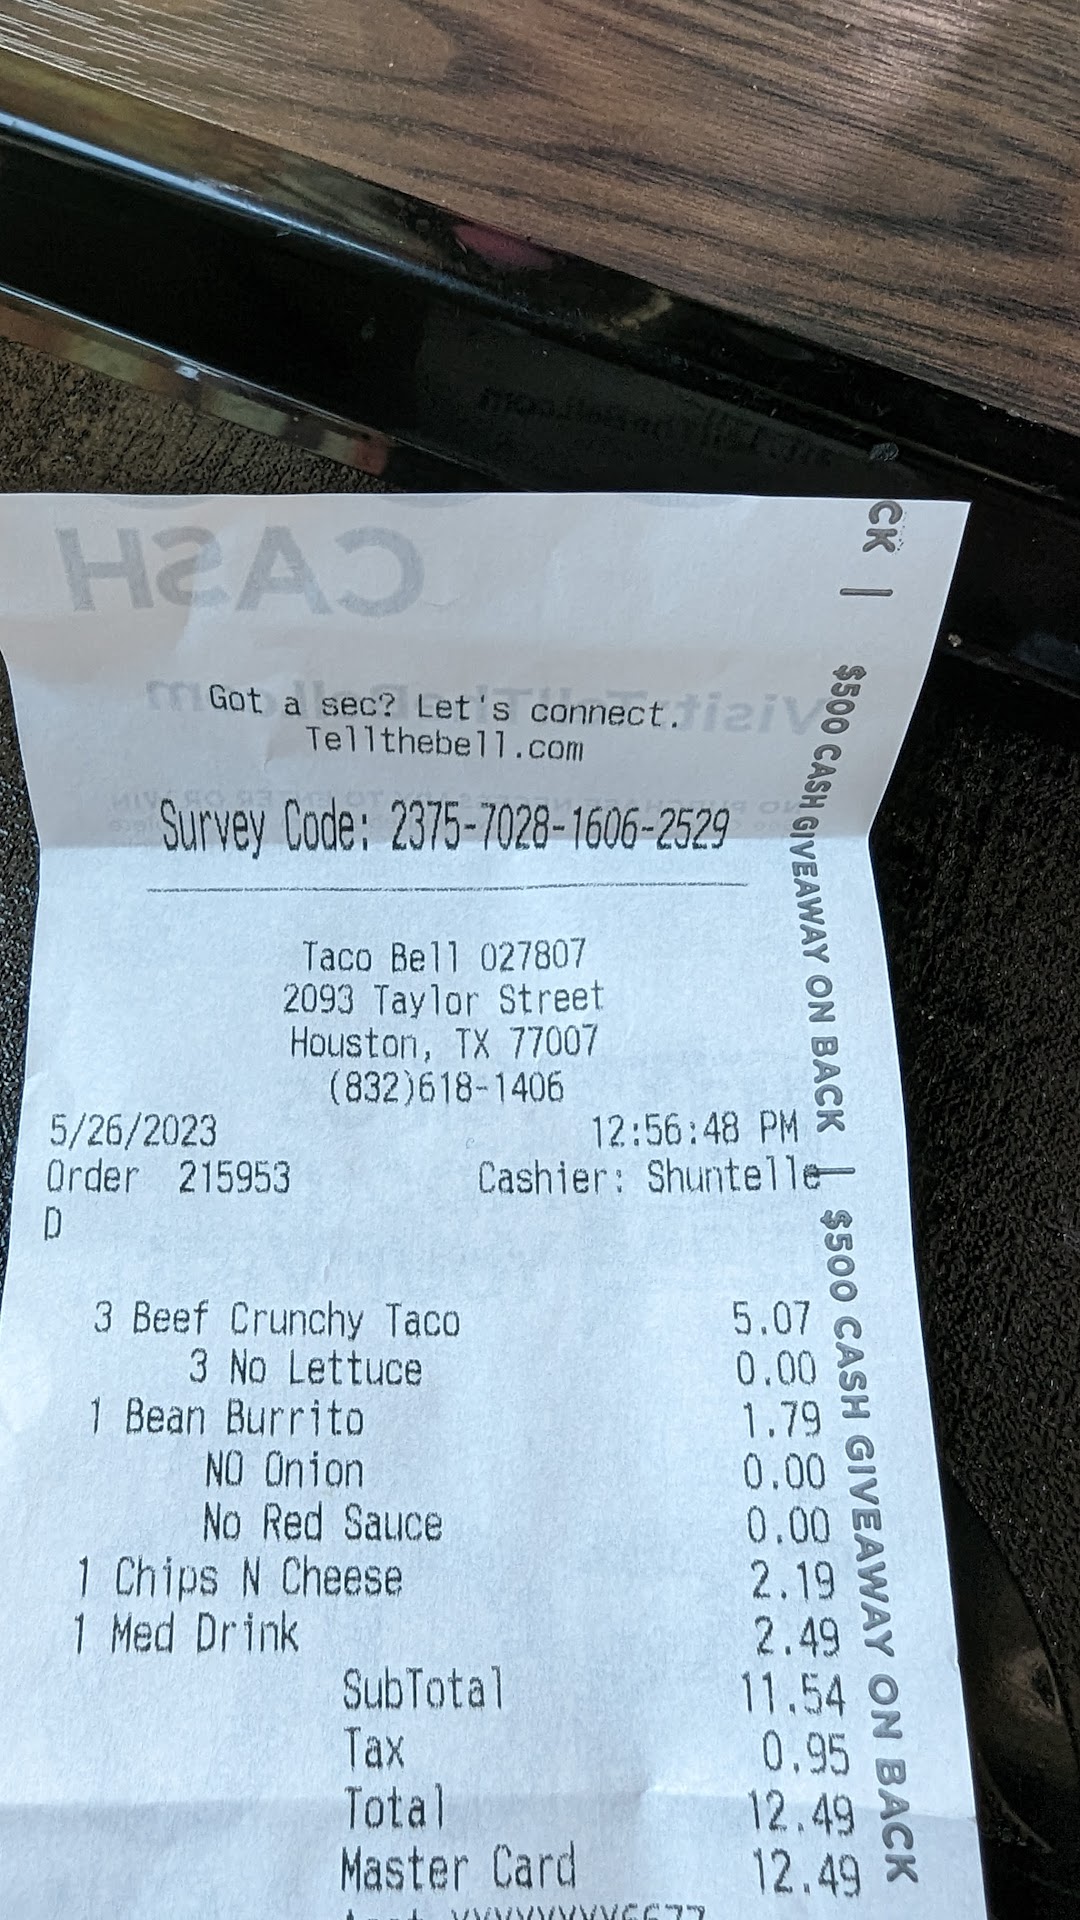 CASH
Visit TellTheBell.com
Got a sec? Let's connect.
Tellthebell.com
Survey Code: 2375-7028-1606-2529
Taco Bell 027807
2093 Taylor Street
Houston, TX 77007
(832)618-1406
5/26/2023 12:56:48 PM
Order 215953 Cashier: Shuntelle
D
3 Beef Crunchy Taco 5.07
3 No Lettuce 0.00
1 Bean Burrito 1.79
NO Onion 0.00
No Red Sauce 0.00
1 Chips N Cheese 2.19
1 Med Drink 2.49
SubTotal 11.54
Tax 0.95
Total 12.49
Master Card 12.49
CK |
$500 CASH GIVEAWAY ON BACK |
$500 CASH GIVEAWAY ON BACK